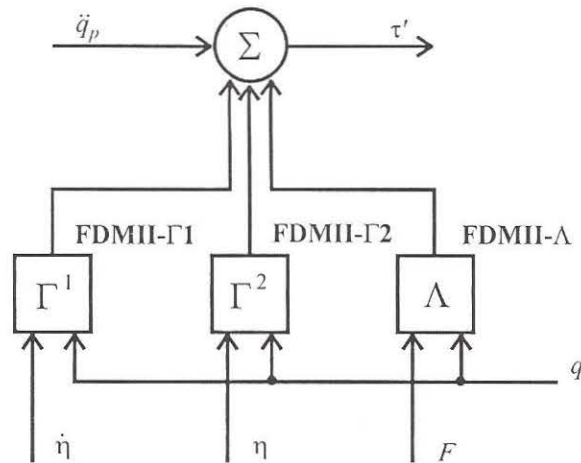 q̈ₚ Σ τ′
FDMII-Γ1 FDMII-Γ2 FDMII-Λ
Γ¹ Γ² Λ
q
η̇ η F